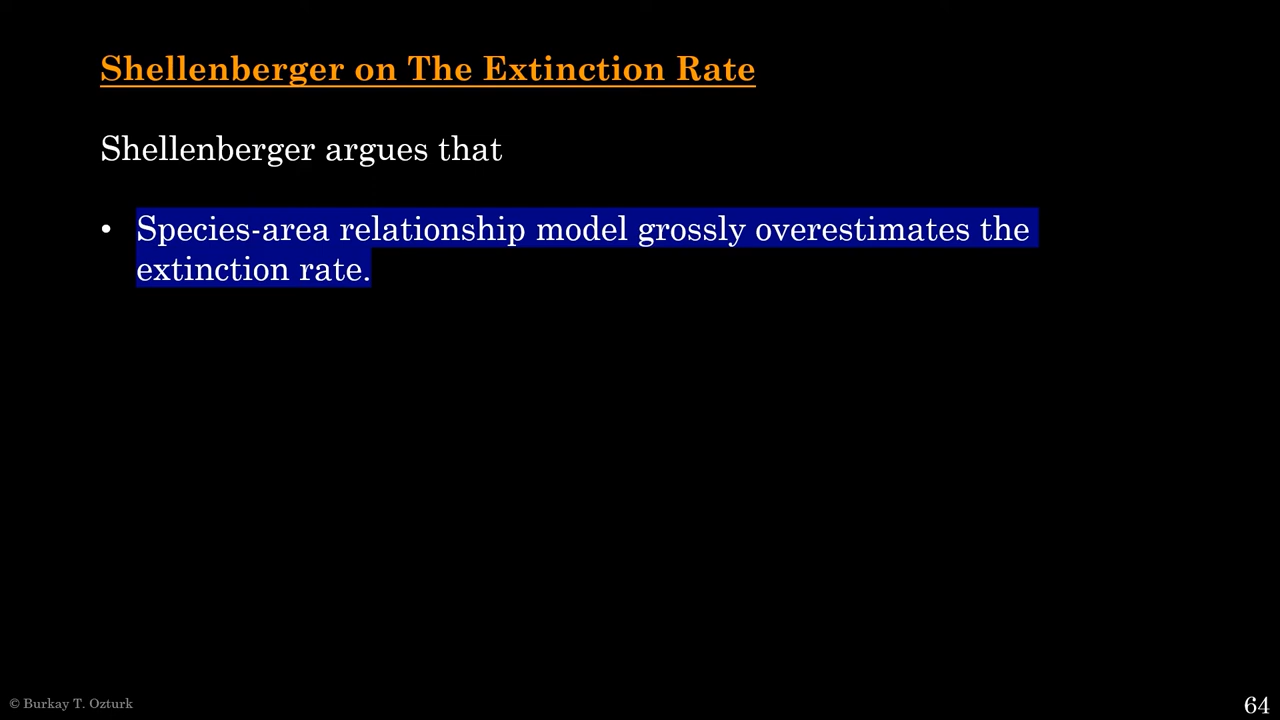 Shellenberger on The Extinction Rate
Shellenberger argues that
• Species-area relationship model grossly overestimates the
extinction rate.
© Burkay T. Ozturk
64